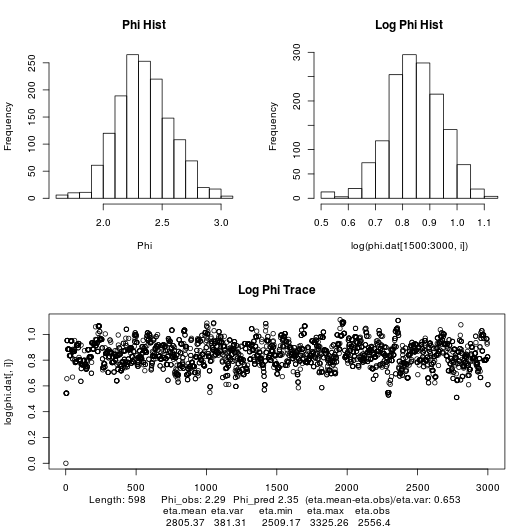 Phi Hist
Log Phi Hist
Frequency
0 50 100 150 200 250
2.0 2.5 3.0
Phi
Frequency
0 50 100 200 300
0.5 0.6 0.7 0.8 0.9 1.0 1.1
log(phi.dat[1500:3000, i])
Log Phi Trace
log(phi.dat[, i])
0.0 0.2 0.4 0.6 0.8 1.0
0 500 1000 1500 2000 2500 3000
Length: 598 Phi_obs: 2.29 Phi_pred 2.35 (eta.mean-eta.obs)/eta.var: 0.653
eta.mean eta.var eta.min eta.max eta.obs
2805.37 381.31 2509.17 3325.26 2556.4